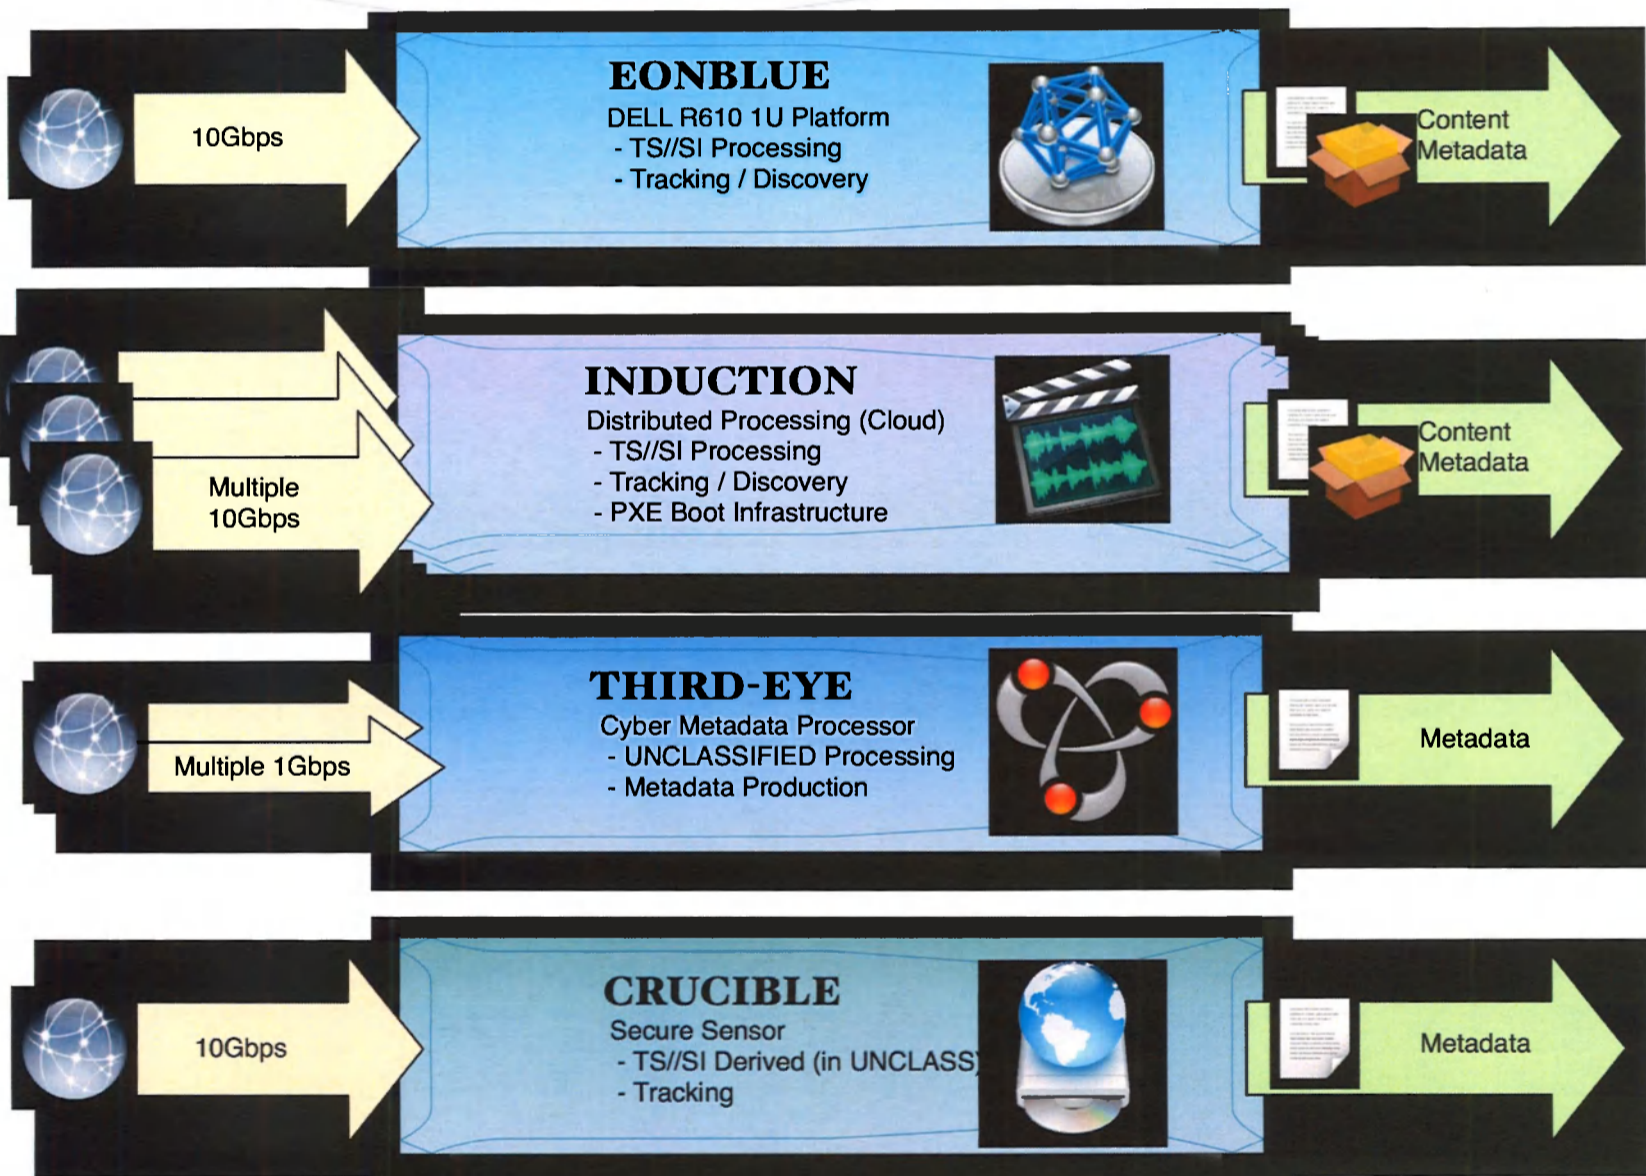 10Gbps
EONBLUE
DELL R610 1U Platform
- TS//SI Processing
- Tracking / Discovery
Content
Metadata
Multiple
10Gbps
INDUCTION
Distributed Processing (Cloud)
- TS//SI Processing
- Tracking / Discovery
- PXE Boot Infrastructure
Content
Metadata
Multiple 1Gbps
THIRD-EYE
Cyber Metadata Processor
- UNCLASSIFIED Processing
- Metadata Production
Metadata
10Gbps
CRUCIBLE
Secure Sensor
- TS//SI Derived (in UNCLASS)
- Tracking
Metadata